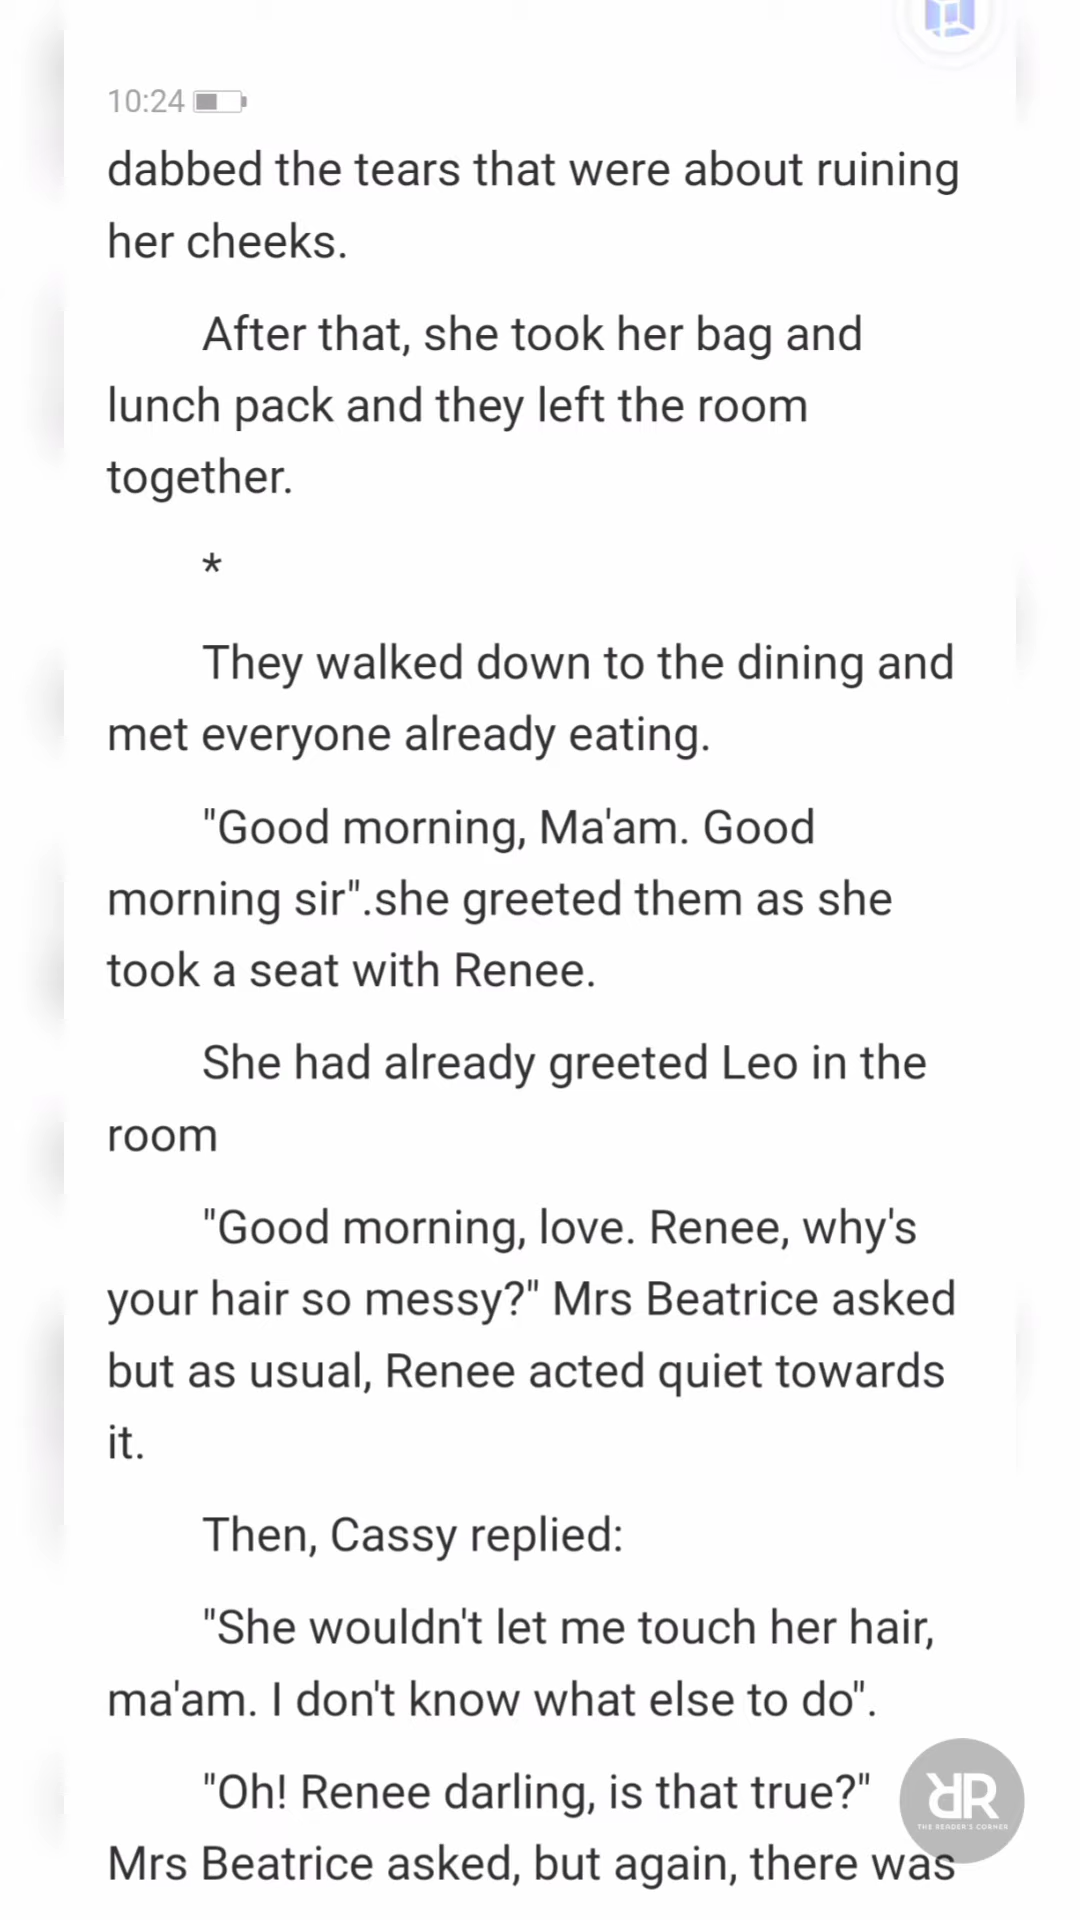 10:24
dabbed the tears that were about ruining
her cheeks.
After that, she took her bag and
lunch pack and they left the room
together.
*
They walked down to the dining and
met everyone already eating.
"Good morning, Ma'am. Good
morning sir".she greeted them as she
took a seat with Renee.
She had already greeted Leo in the
room
"Good morning, love. Renee, why's
your hair so messy?" Mrs Beatrice asked
but as usual, Renee acted quiet towards
it.
Then, Cassy replied:
"She wouldn't let me touch her hair,
ma'am. I don't know what else to do".
"Oh! Renee darling, is that true?"
Mrs Beatrice asked, but again, there was
RR
THE READER'S CORNER